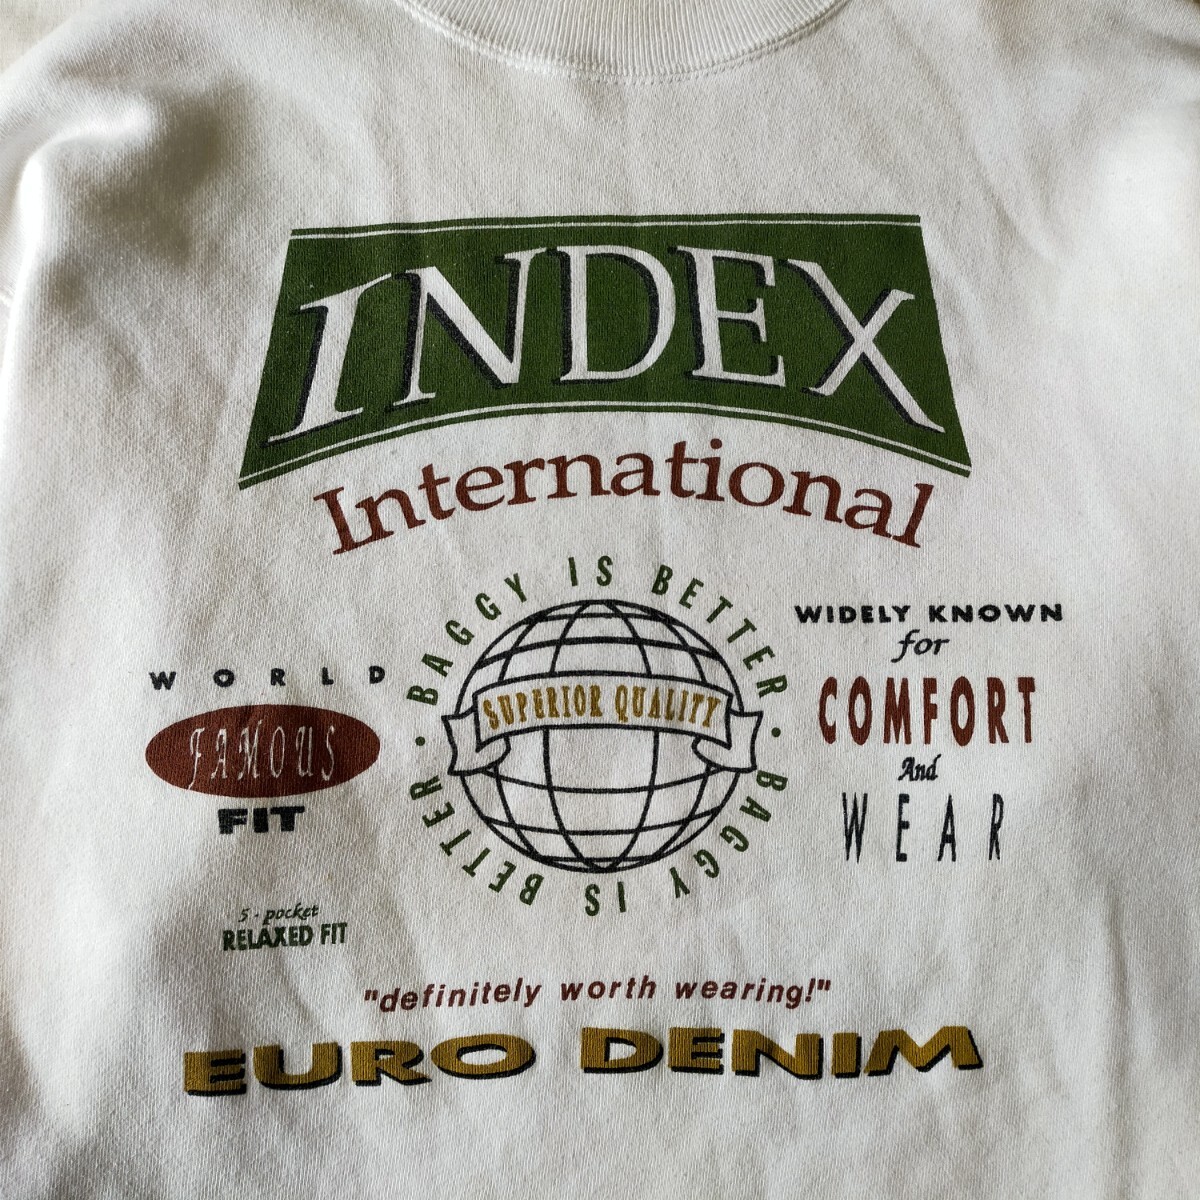 INDEX
International
BAGGY IS BETTER · BAGGY IS BETTER ·
SUPERIOR QUALITY
WORLD
FAMOUS
FIT
5-pocket
RELAXED FIT
WIDELY KNOWN
for
COMFORT
And
WEAR
"definitely worth wearing!"
EURO DENIM